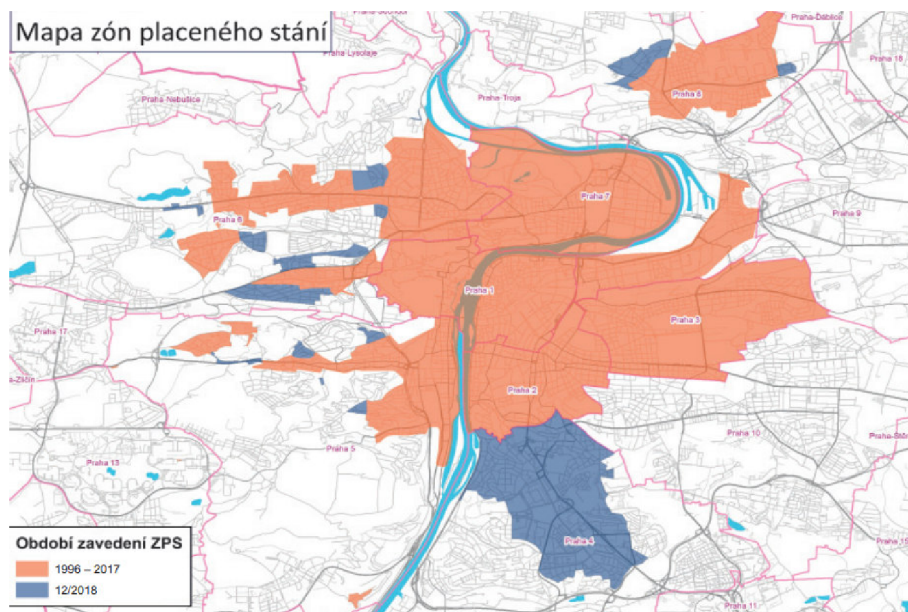 Mapa zón placeného stání
Praha-Suchdol
Praha-Lysolaje
Praha-Ďáblice
Praha 18
Praha-Nebušice
Praha-Troja
Praha 8
Praha 7
Praha 9
Praha 6
Praha 1
Praha 3
Praha 17
Praha 2
Praha 5
Praha 10
Praha 13
Praha 4
Praha 15
Praha 11
Období zavedení ZPS
1996 – 2017
12/2018